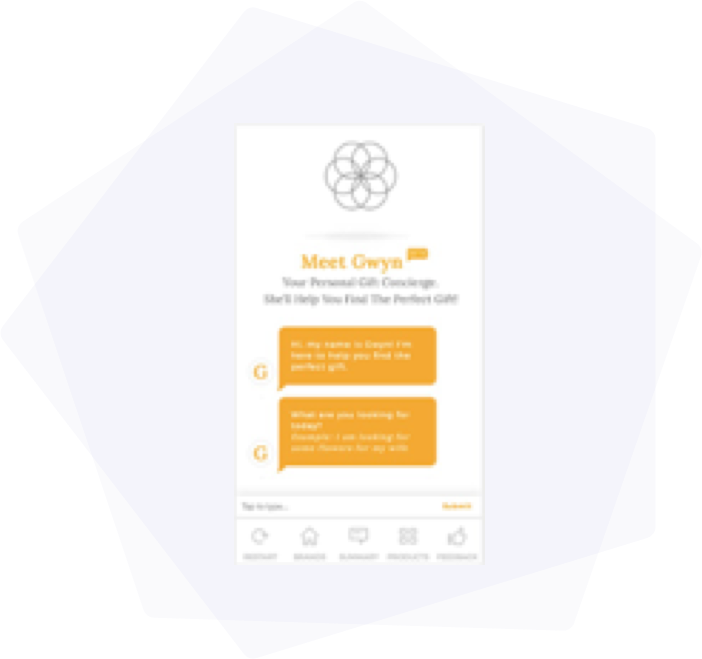 Meet Gwyn
Your Personal Gift Concierge.
She'll Help You Find The Perfect Gift!
Hi, my name is Gwyn! I'm
here to help you find the
perfect gift.
G
What are you looking for
today?
Example: I am looking for
some flowers for my wife.
G
Tap to type...
Submit
RESTART BRANDS SUMMARY PRODUCTS FEEDBACK